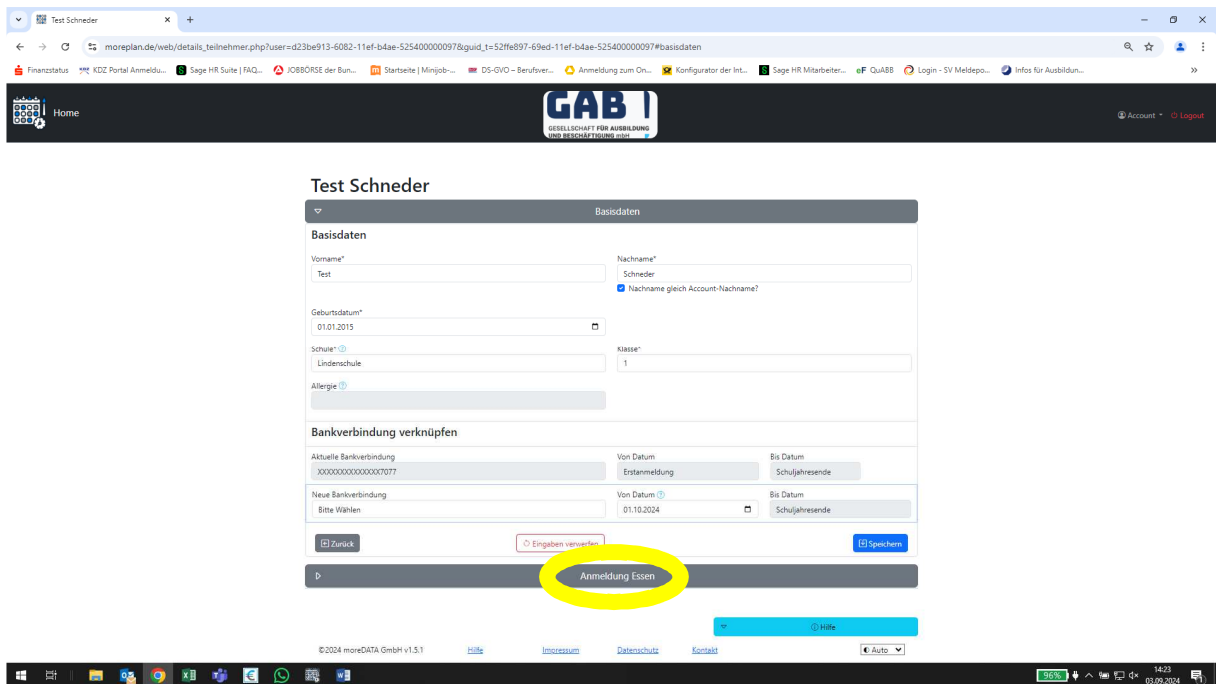 Test Schneder
moreplan.de/web/details_teilnehmer.php?user=d23be913-6082-11ef-b4ae-525400000097&guid_t=52ffe897-69ed-11ef-b4ae-525400000097#basisdaten
Finanzstatus KDZ Portal Anmeldu... Sage HR Suite | FAQ... JOBBÖRSE der Bun... Startseite | Minijob-... DS-GVO – Berufsver... Anmeldung zum On... Konfigurator der Int... Sage HR Mitarbeiter... eF QuABB Login - SV Meldepo... Infos für Ausbildun... »
Home
GAB
GESELLSCHAFT FÜR AUSBILDUNG
UND BESCHÄFTIGUNG mbH
Account Logout
Test Schneder
Basisdaten
Basisdaten
Vorname* Nachname*
Test Schneder
Nachname gleich Account-Nachname?
Geburtsdatum*
01.01.2015
Schule* ? Klasse*
Lindenschule 1
Allergie ?
Bankverbindung verknüpfen
Aktuelle Bankverbindung Von Datum Bis Datum
XXXXXXXXXXXXXX7077 Erstanmeldung Schuljahresende
Neue Bankverbindung Von Datum ? Bis Datum
Bitte Wählen 01.10.2024 Schuljahresende
Zurück Eingaben verwerfen Speichern
Anmeldung Essen
Hilfe
©2024 moreDATA GmbH v1.5.1 Hilfe Impressum Datenschutz Kontakt Auto
96% 14:23
03.09.2024